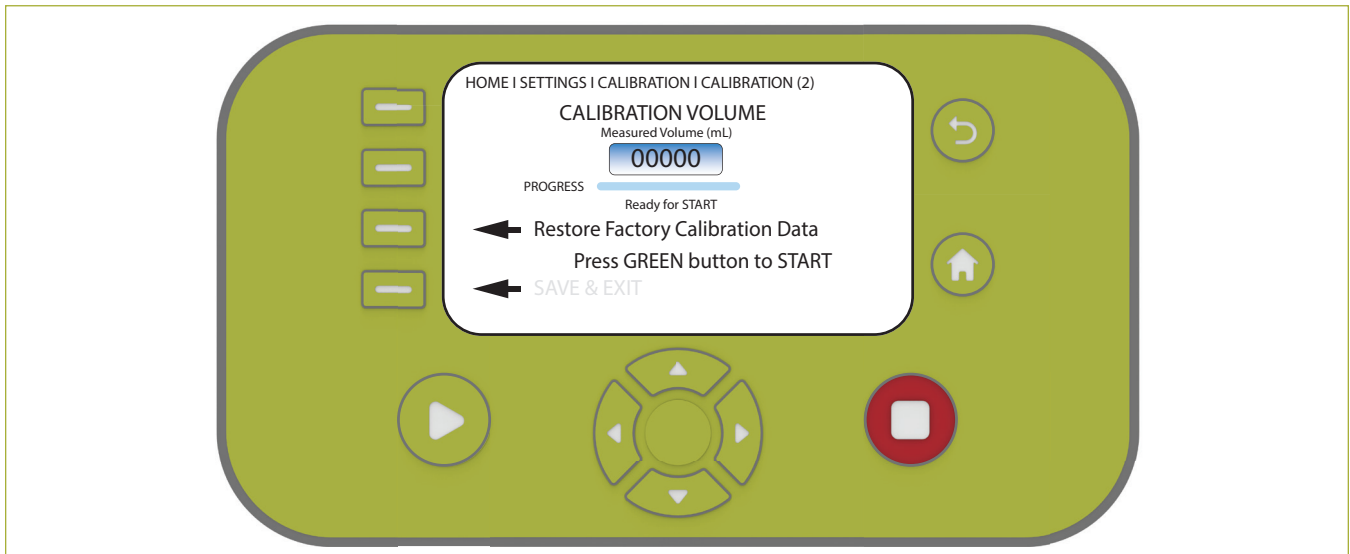 HOME I SETTINGS I CALIBRATION I CALIBRATION (2)
CALIBRATION VOLUME
Measured Volume (mL)
00000
PROGRESS
Ready for START
Restore Factory Calibration Data
Press GREEN button to START
SAVE & EXIT